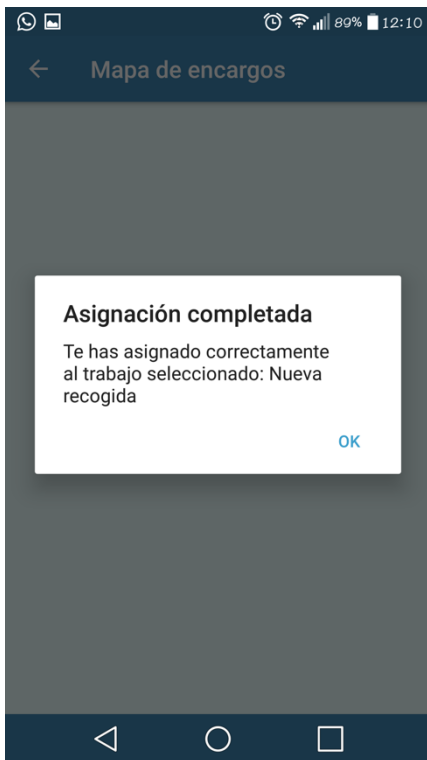 89% 12:10
Mapa de encargos
Asignación completada
Te has asignado correctamente
al trabajo seleccionado: Nueva
recogida
OK